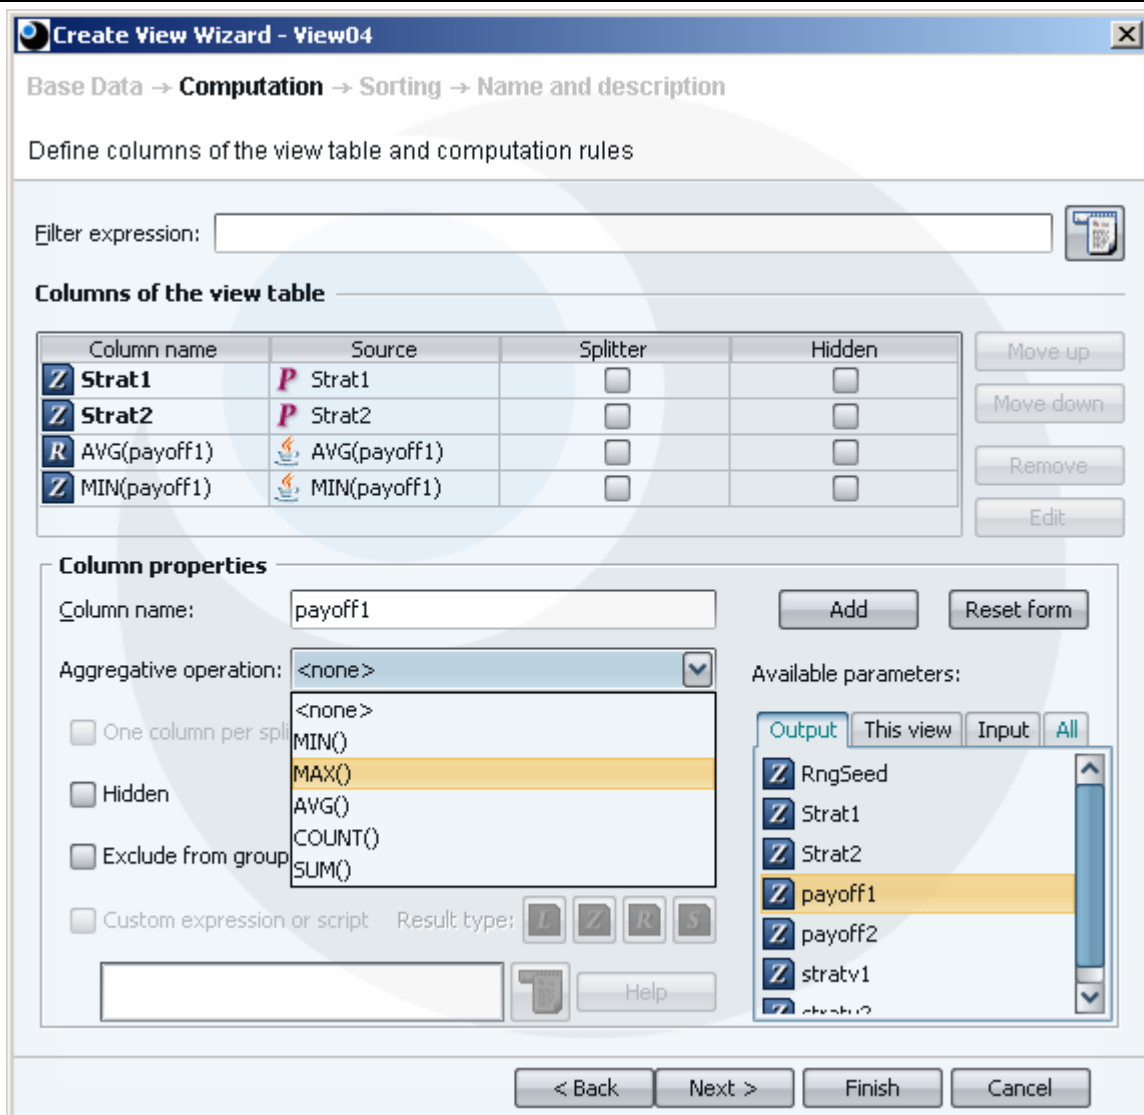 Create View Wizard - View04
Base Data → Computation → Sorting → Name and description
Define columns of the view table and computation rules
Filter expression:
Columns of the view table
Column name Source Splitter Hidden
Z Strat1 P Strat1
Z Strat2 P Strat2
R AVG(payoff1) AVG(payoff1)
Z MIN(payoff1) MIN(payoff1)
Move up
Move down
Remove
Edit
Column properties
Column name: payoff1 Add Reset form
Aggregative operation: <none>
<none>
MIN()
MAX()
AVG()
COUNT()
SUM()
One column per spli
Hidden
Exclude from group
Custom expression or script Result type: L Z R S
Help
Available parameters:
Output This view Input All
Z RngSeed
Z Strat1
Z Strat2
Z payoff1
Z payoff2
Z stratv1
Z stratv2
< Back Next > Finish Cancel